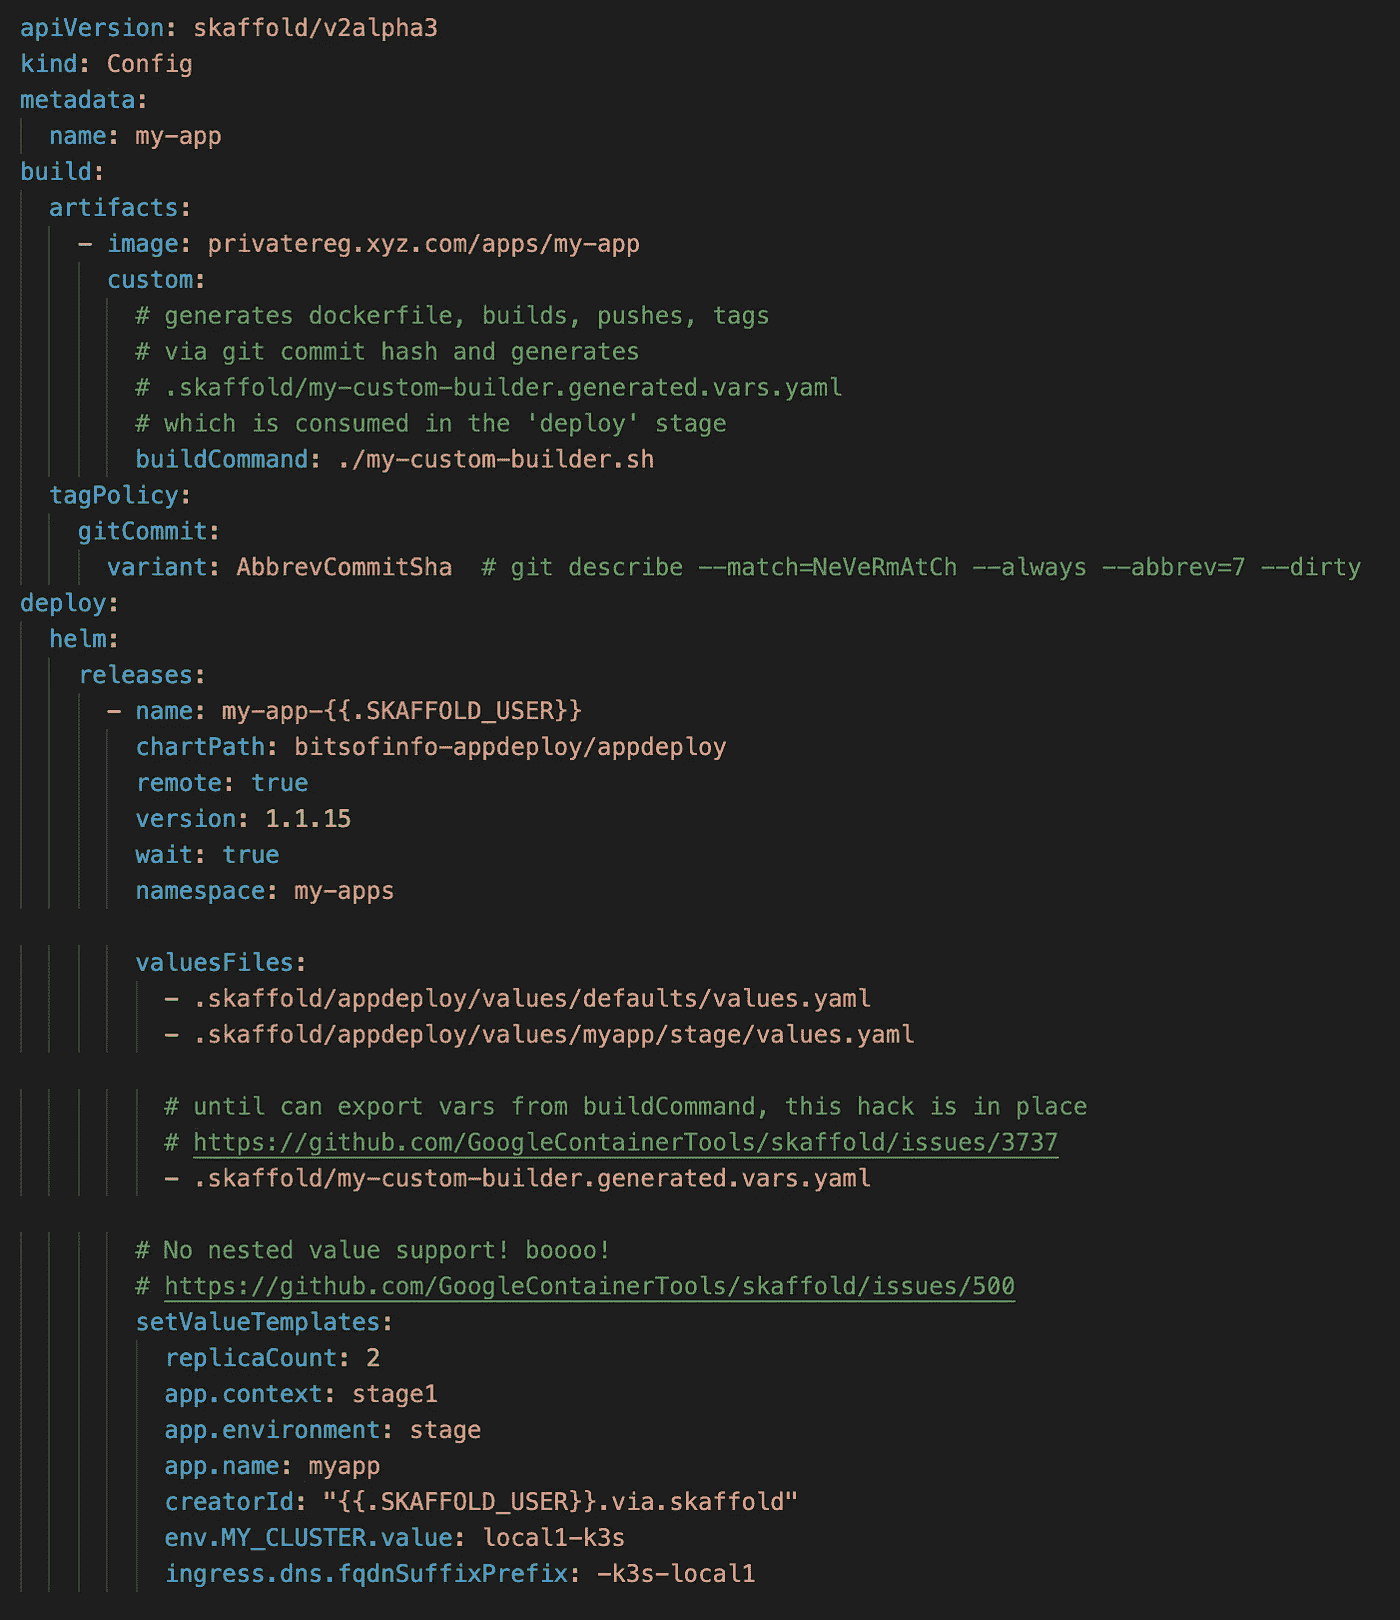 apiVersion: skaffold/v2alpha3
kind: Config
metadata:
  name: my-app
build:
  artifacts:
    - image: privatereg.xyz.com/apps/my-app
      custom:
        # generates dockerfile, builds, pushes, tags
        # via git commit hash and generates
        # .skaffold/my-custom-builder.generated.vars.yaml
        # which is consumed in the 'deploy' stage
        buildCommand: ./my-custom-builder.sh
  tagPolicy:
    gitCommit:
      variant: AbbrevCommitSha  # git describe --match=NeVeRmAtCh --always --abbrev=7 --dirty
deploy:
  helm:
    releases:
      - name: my-app-{{.SKAFFOLD_USER}}
        chartPath: bitsofinfo-appdeploy/appdeploy
        remote: true
        version: 1.1.15
        wait: true
        namespace: my-apps

        valuesFiles:
          - .skaffold/appdeploy/values/defaults/values.yaml
          - .skaffold/appdeploy/values/myapp/stage/values.yaml

          # until can export vars from buildCommand, this hack is in place
          # https://github.com/GoogleContainerTools/skaffold/issues/3737
          - .skaffold/my-custom-builder.generated.vars.yaml

        # No nested value support! boooo!
        # https://github.com/GoogleContainerTools/skaffold/issues/500
        setValueTemplates:
          replicaCount: 2
          app.context: stage1
          app.environment: stage
          app.name: myapp
          creatorId: "{{.SKAFFOLD_USER}}.via.skaffold"
          env.MY_CLUSTER.value: local1-k3s
          ingress.dns.fqdnSuffixPrefix: -k3s-local1